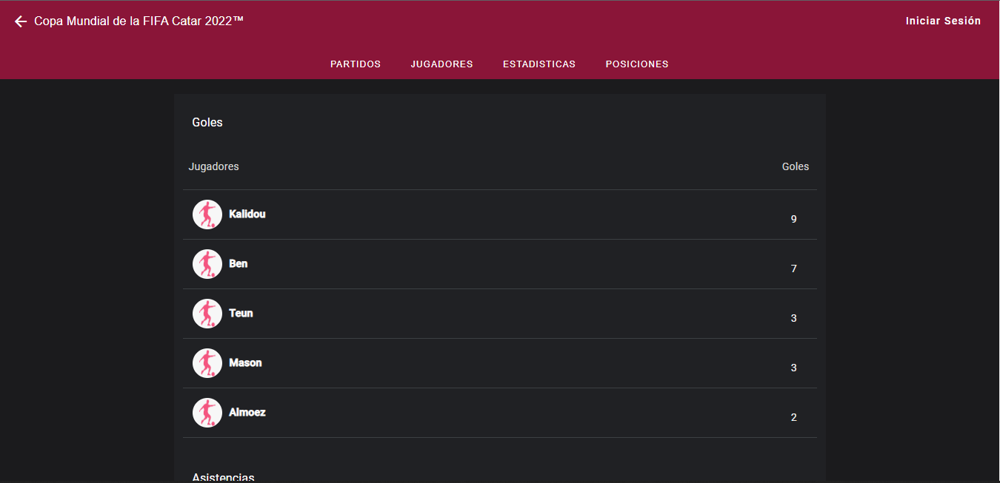 Copa Mundial de la FIFA Catar 2022™
Iniciar Sesión
PARTIDOS JUGADORES ESTADISTICAS POSICIONES
Goles
Jugadores Goles
Kalidou 9
Ben 7
Teun 3
Mason 3
Almoez 2
Asistencias